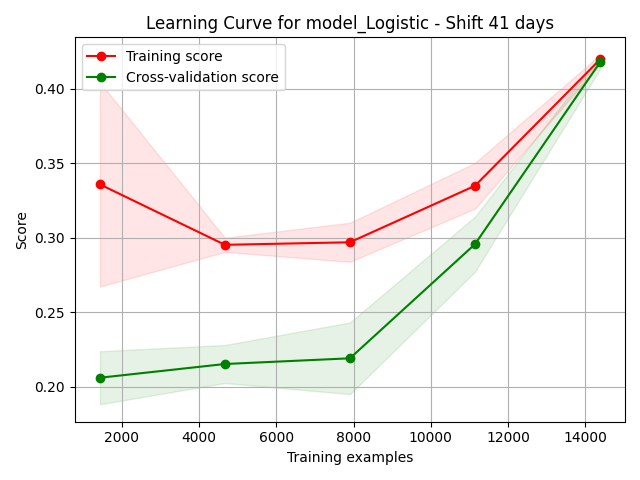 Learning Curve for model_Logistic - Shift 41 days
Training score
Cross-validation score
0.40
0.35
0.30
0.25
0.20
Score
2000 4000 6000 8000 10000 12000 14000
Training examples